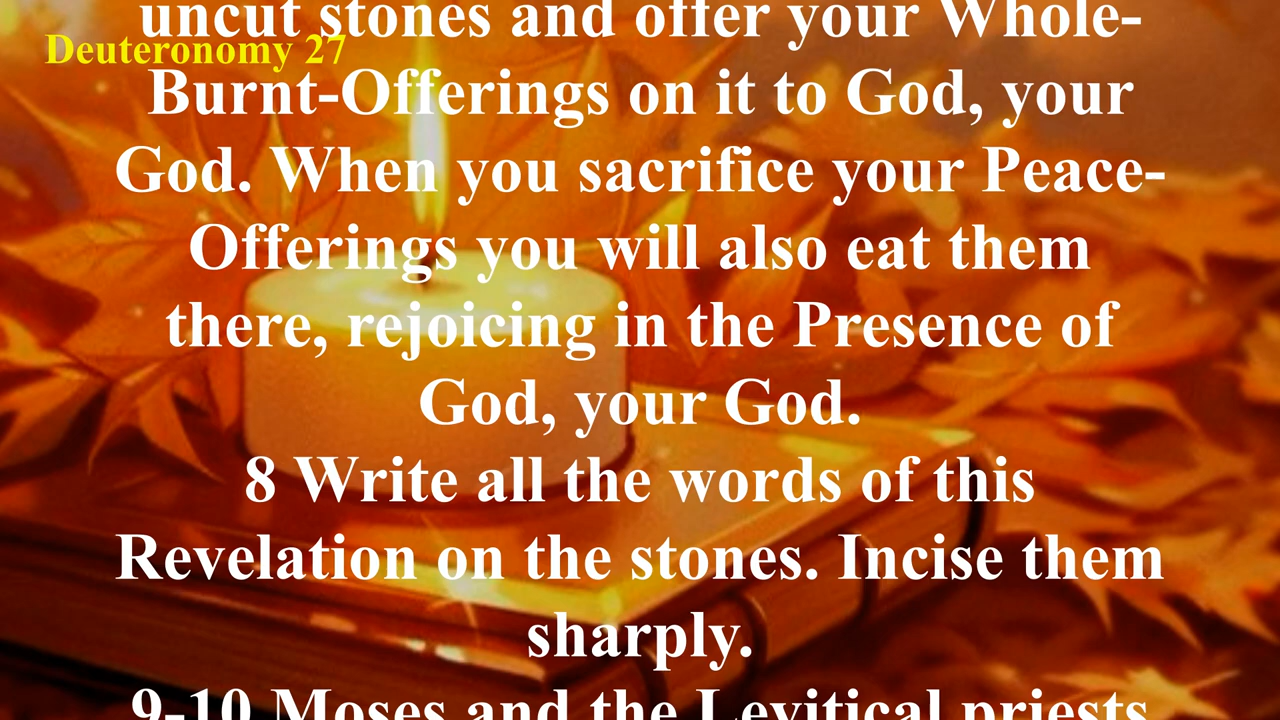 uncut stones and offer your Whole-
Deuteronomy 27
Burnt-Offerings on it to God, your
God. When you sacrifice your Peace-
Offerings you will also eat them
there, rejoicing in the Presence of
God, your God.
8 Write all the words of this
Revelation on the stones. Incise them
sharply.
9-10 Moses and the Levitical priests